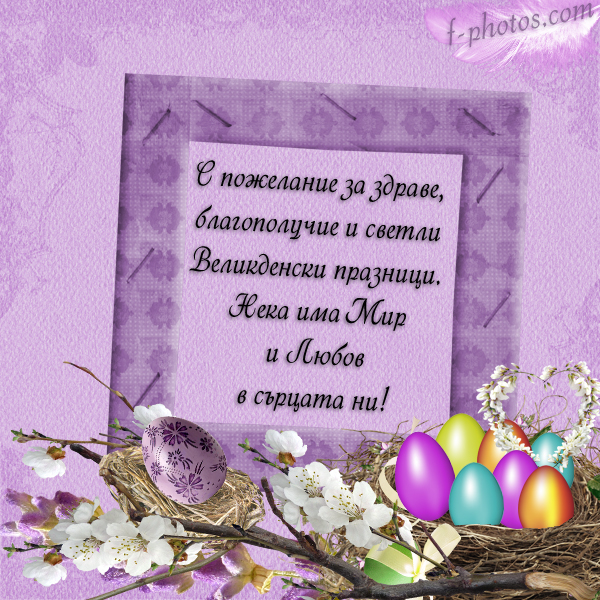 f-photos.com
С пожелание за здраве,
благополучие и светли
Великденски празници.
Нека има Мир
и Любов
в сърцата ни!